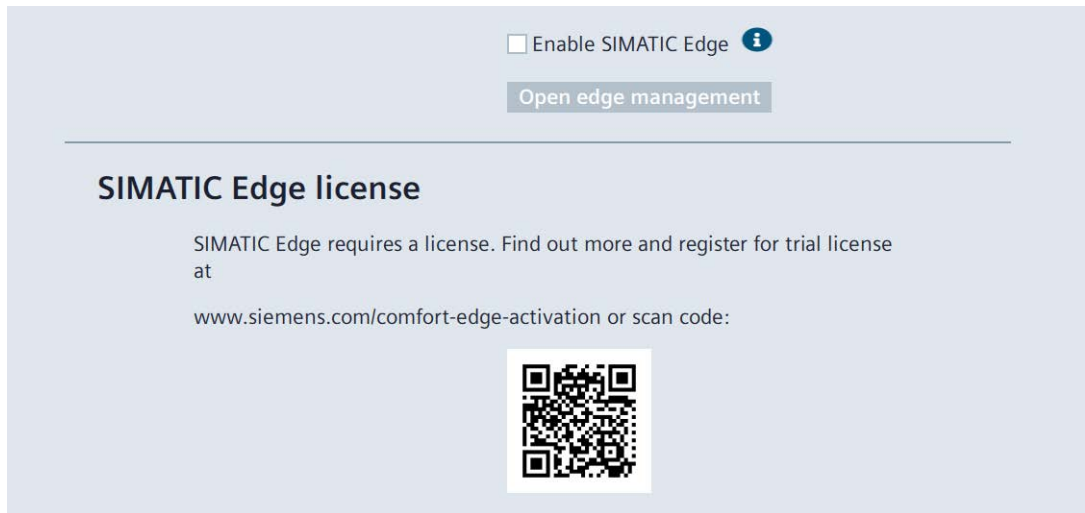 Enable SIMATIC Edge
Open edge management
SIMATIC Edge license
SIMATIC Edge requires a license. Find out more and register for trial license
at
www.siemens.com/comfort-edge-activation or scan code: